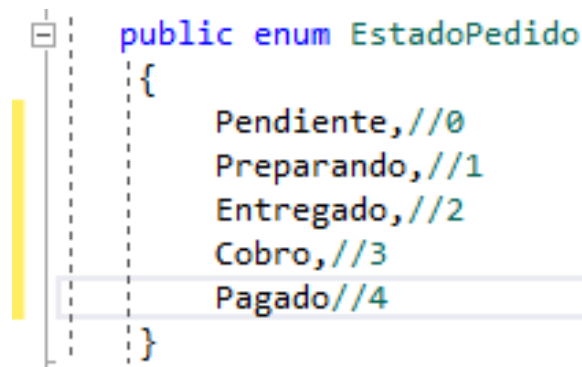 public enum EstadoPedido
{
Pendiente,//0
Preparando,//1
Entregado,//2
Cobro,//3
Pagado//4
}